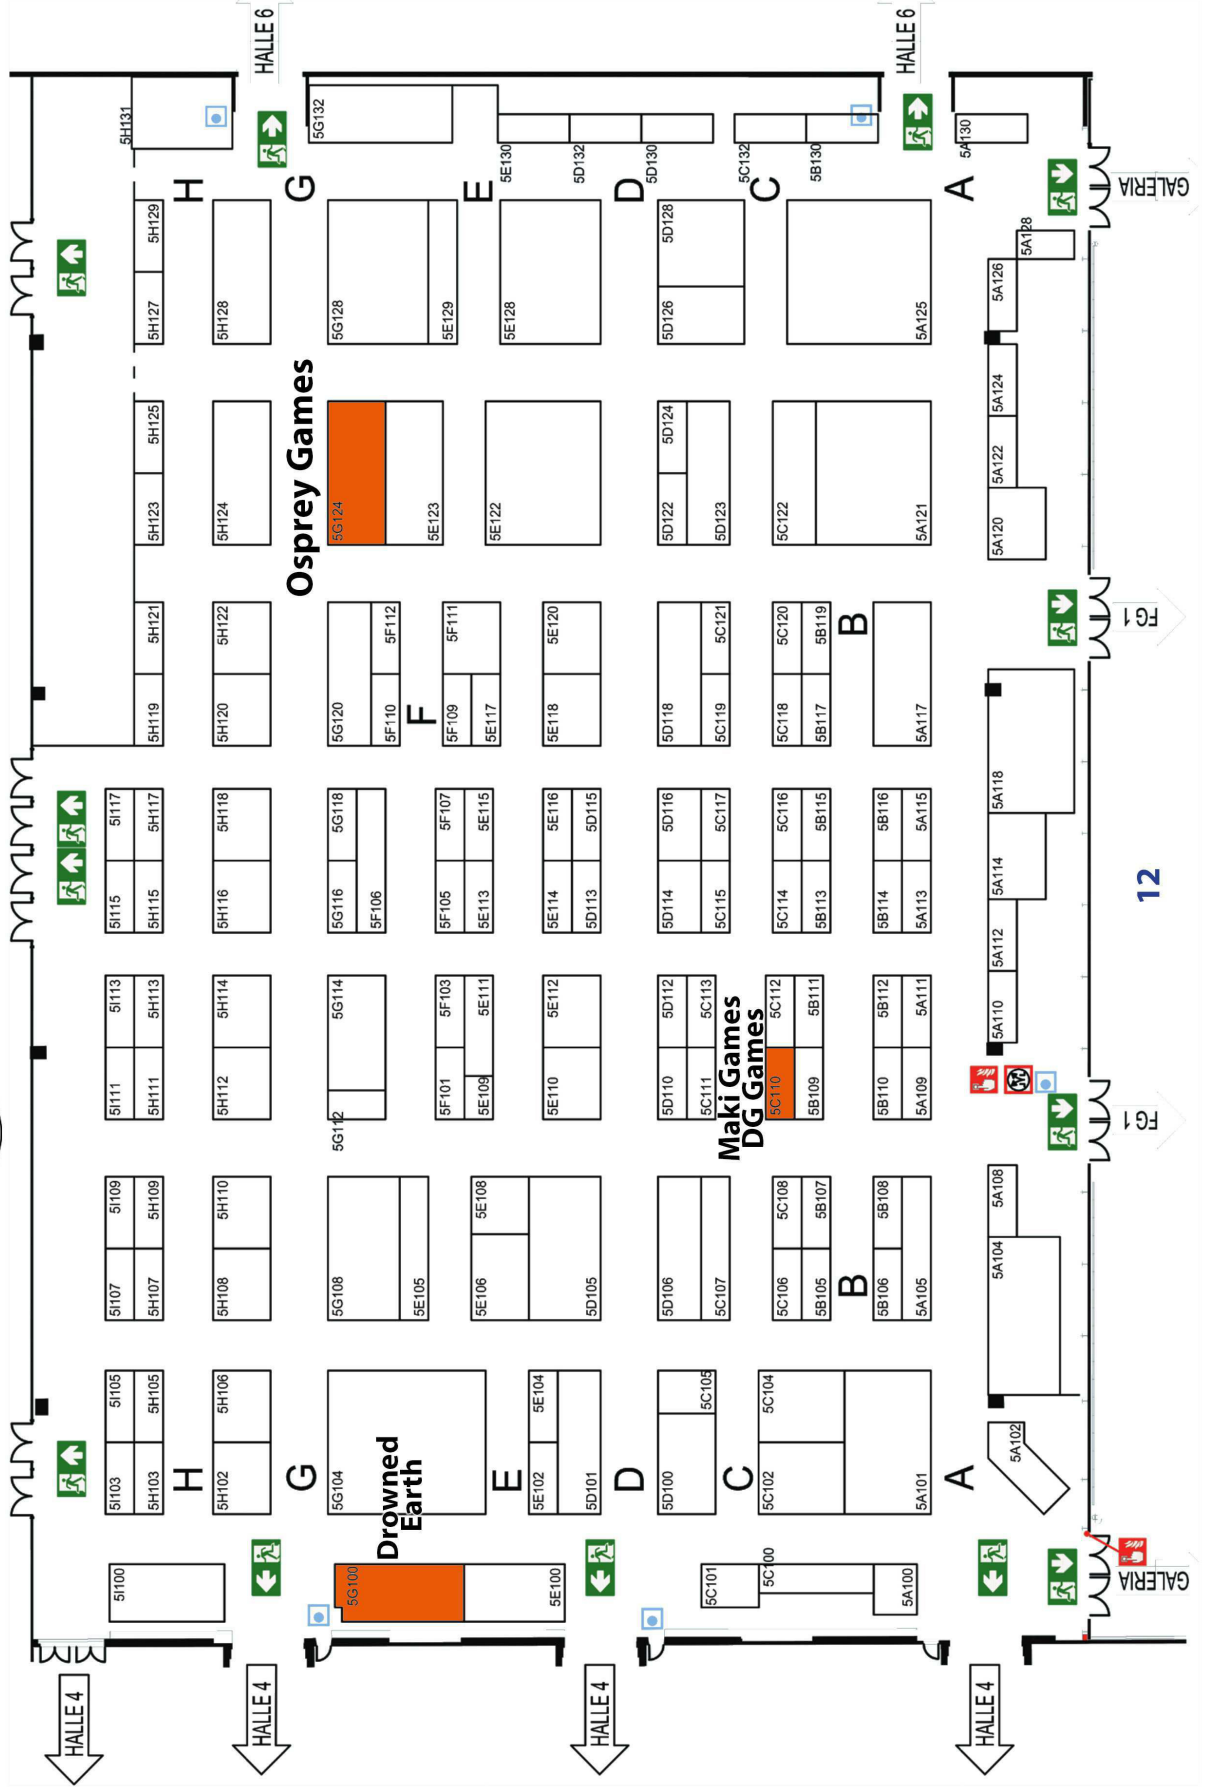 HALLE 6
HALLE 6
5H131
5G132
5E130
5D132
5D130
5C132
5B130
5A130
H
G
E
D
C
A
GALERIA
5H129
5H127
5H128
5G128
5E129
5E128
5D128
5D126
5A125
5A128
5A126
Osprey Games
5H125
5H123
5H124
5G124
5E123
5E122
5D124
5D122
5D123
5C122
5A121
5A124
5A122
5A120
5H121
5H119
5H122
5H120
5G120
5F112
5F110
F
5F111
5F109
5E117
5E120
5E118
5D118
5C121
5C119
5C120
5C118
5B119
5B117
B
5A117
FG 1
5A118
5I117
5I115
5H117
5H115
5H118
5H116
5G118
5G116
5F106
5F107
5F105
5E115
5E113
5E116
5E114
5D115
5D113
5D116
5D114
5C117
5C115
5C116
5C114
5B115
5B113
5B116
5B114
5A115
5A113
5A114
5A112
5A110
12
5I113
5I111
5H113
5H111
5H114
5H112
5G114
5G112
5F103
5F101
5E111
5E109
5E112
5E110
5D112
5D110
5C113
5C111
Maki Games
DG Games
5C112
5C110
5B111
5B109
5B112
5B110
5A111
5A109
FG 1
5I109
5I107
5H109
5H107
5H110
5H108
5G108
5E105
5E108
5E106
5D105
5D106
5C107
5C108
5C106
5B107
5B105
B
5B108
5B106
5A105
5A108
5A104
5I105
5I103
5H105
5H103
H
5H106
5H102
G
5G104
Drowned
Earth
E
5E104
5E102
5D101
D
5D100
5C105
C
5C104
5C102
5A101
A
5A102
5I100
5G100
5E100
5C101
5C100
5A100
GALERIA
HALLE 4
HALLE 4
HALLE 4
HALLE 4